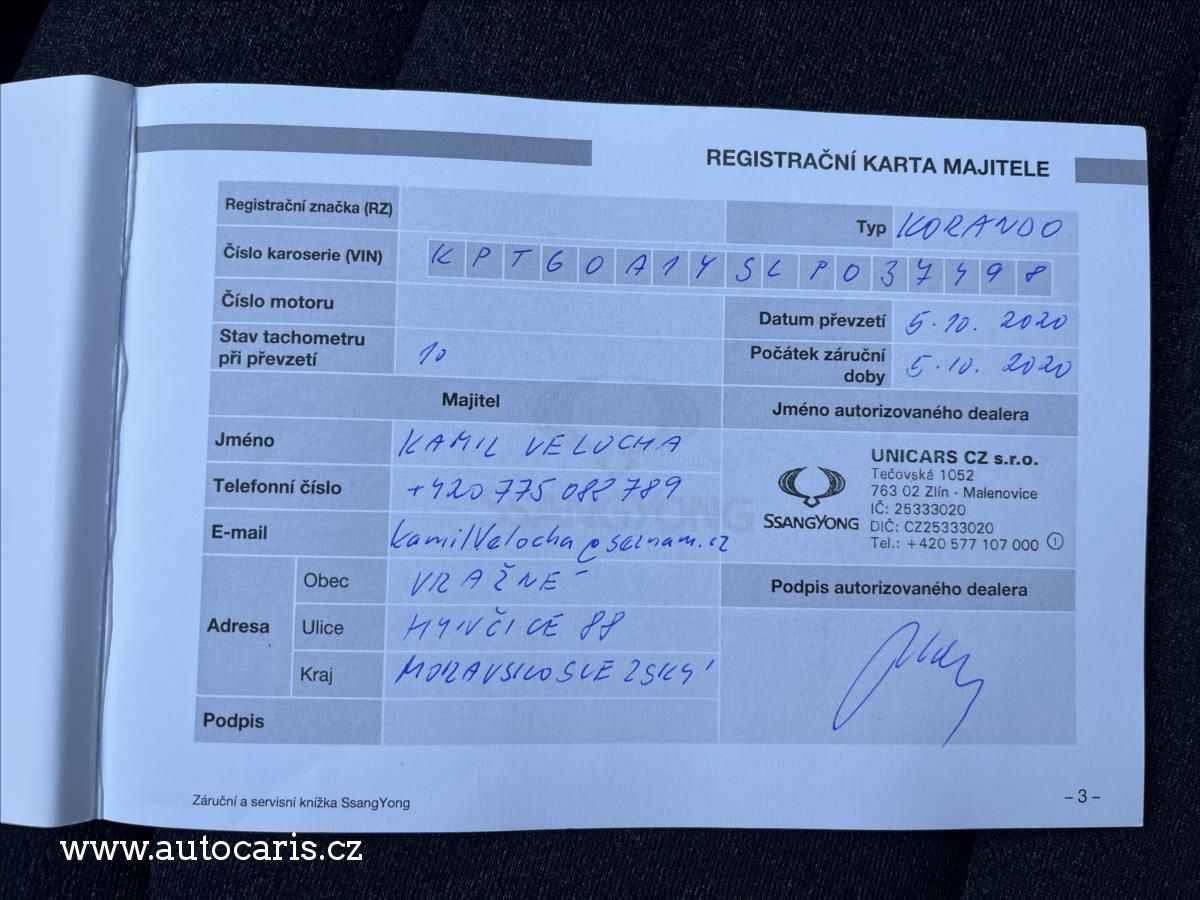 REGISTRAČNÍ KARTA MAJITELE
Registrační značka (RZ)
Typ KORANDO
Číslo karoserie (VIN) KPT60A1YSLP037498
Číslo motoru
Datum převzetí 5.10. 2020
Stav tachometru při převzetí 10
Počátek záruční doby 5.10. 2020
Majitel
Jméno autorizovaného dealera
Jméno KAMIL VELOCHA
Telefonní číslo +420 775 082 789
E-mail kamilVelocha@seznam.cz
SSANGYONG
UNICARS CZ s.r.o.
Tečovská 1052
763 02 Zlín - Malenovice
IČ: 25333020
DIČ: CZ25333020
Tel.: +420 577 107 000 1
SSANGYONG
Adresa
Obec VRAŽNÉ
Ulice HYNČICE 88
Kraj MORAVSKOSLEZSKÝ
Podpis autorizovaného dealera
Podpis
Záruční a servisní knížka SsangYong
– 3 –
www.autocaris.cz